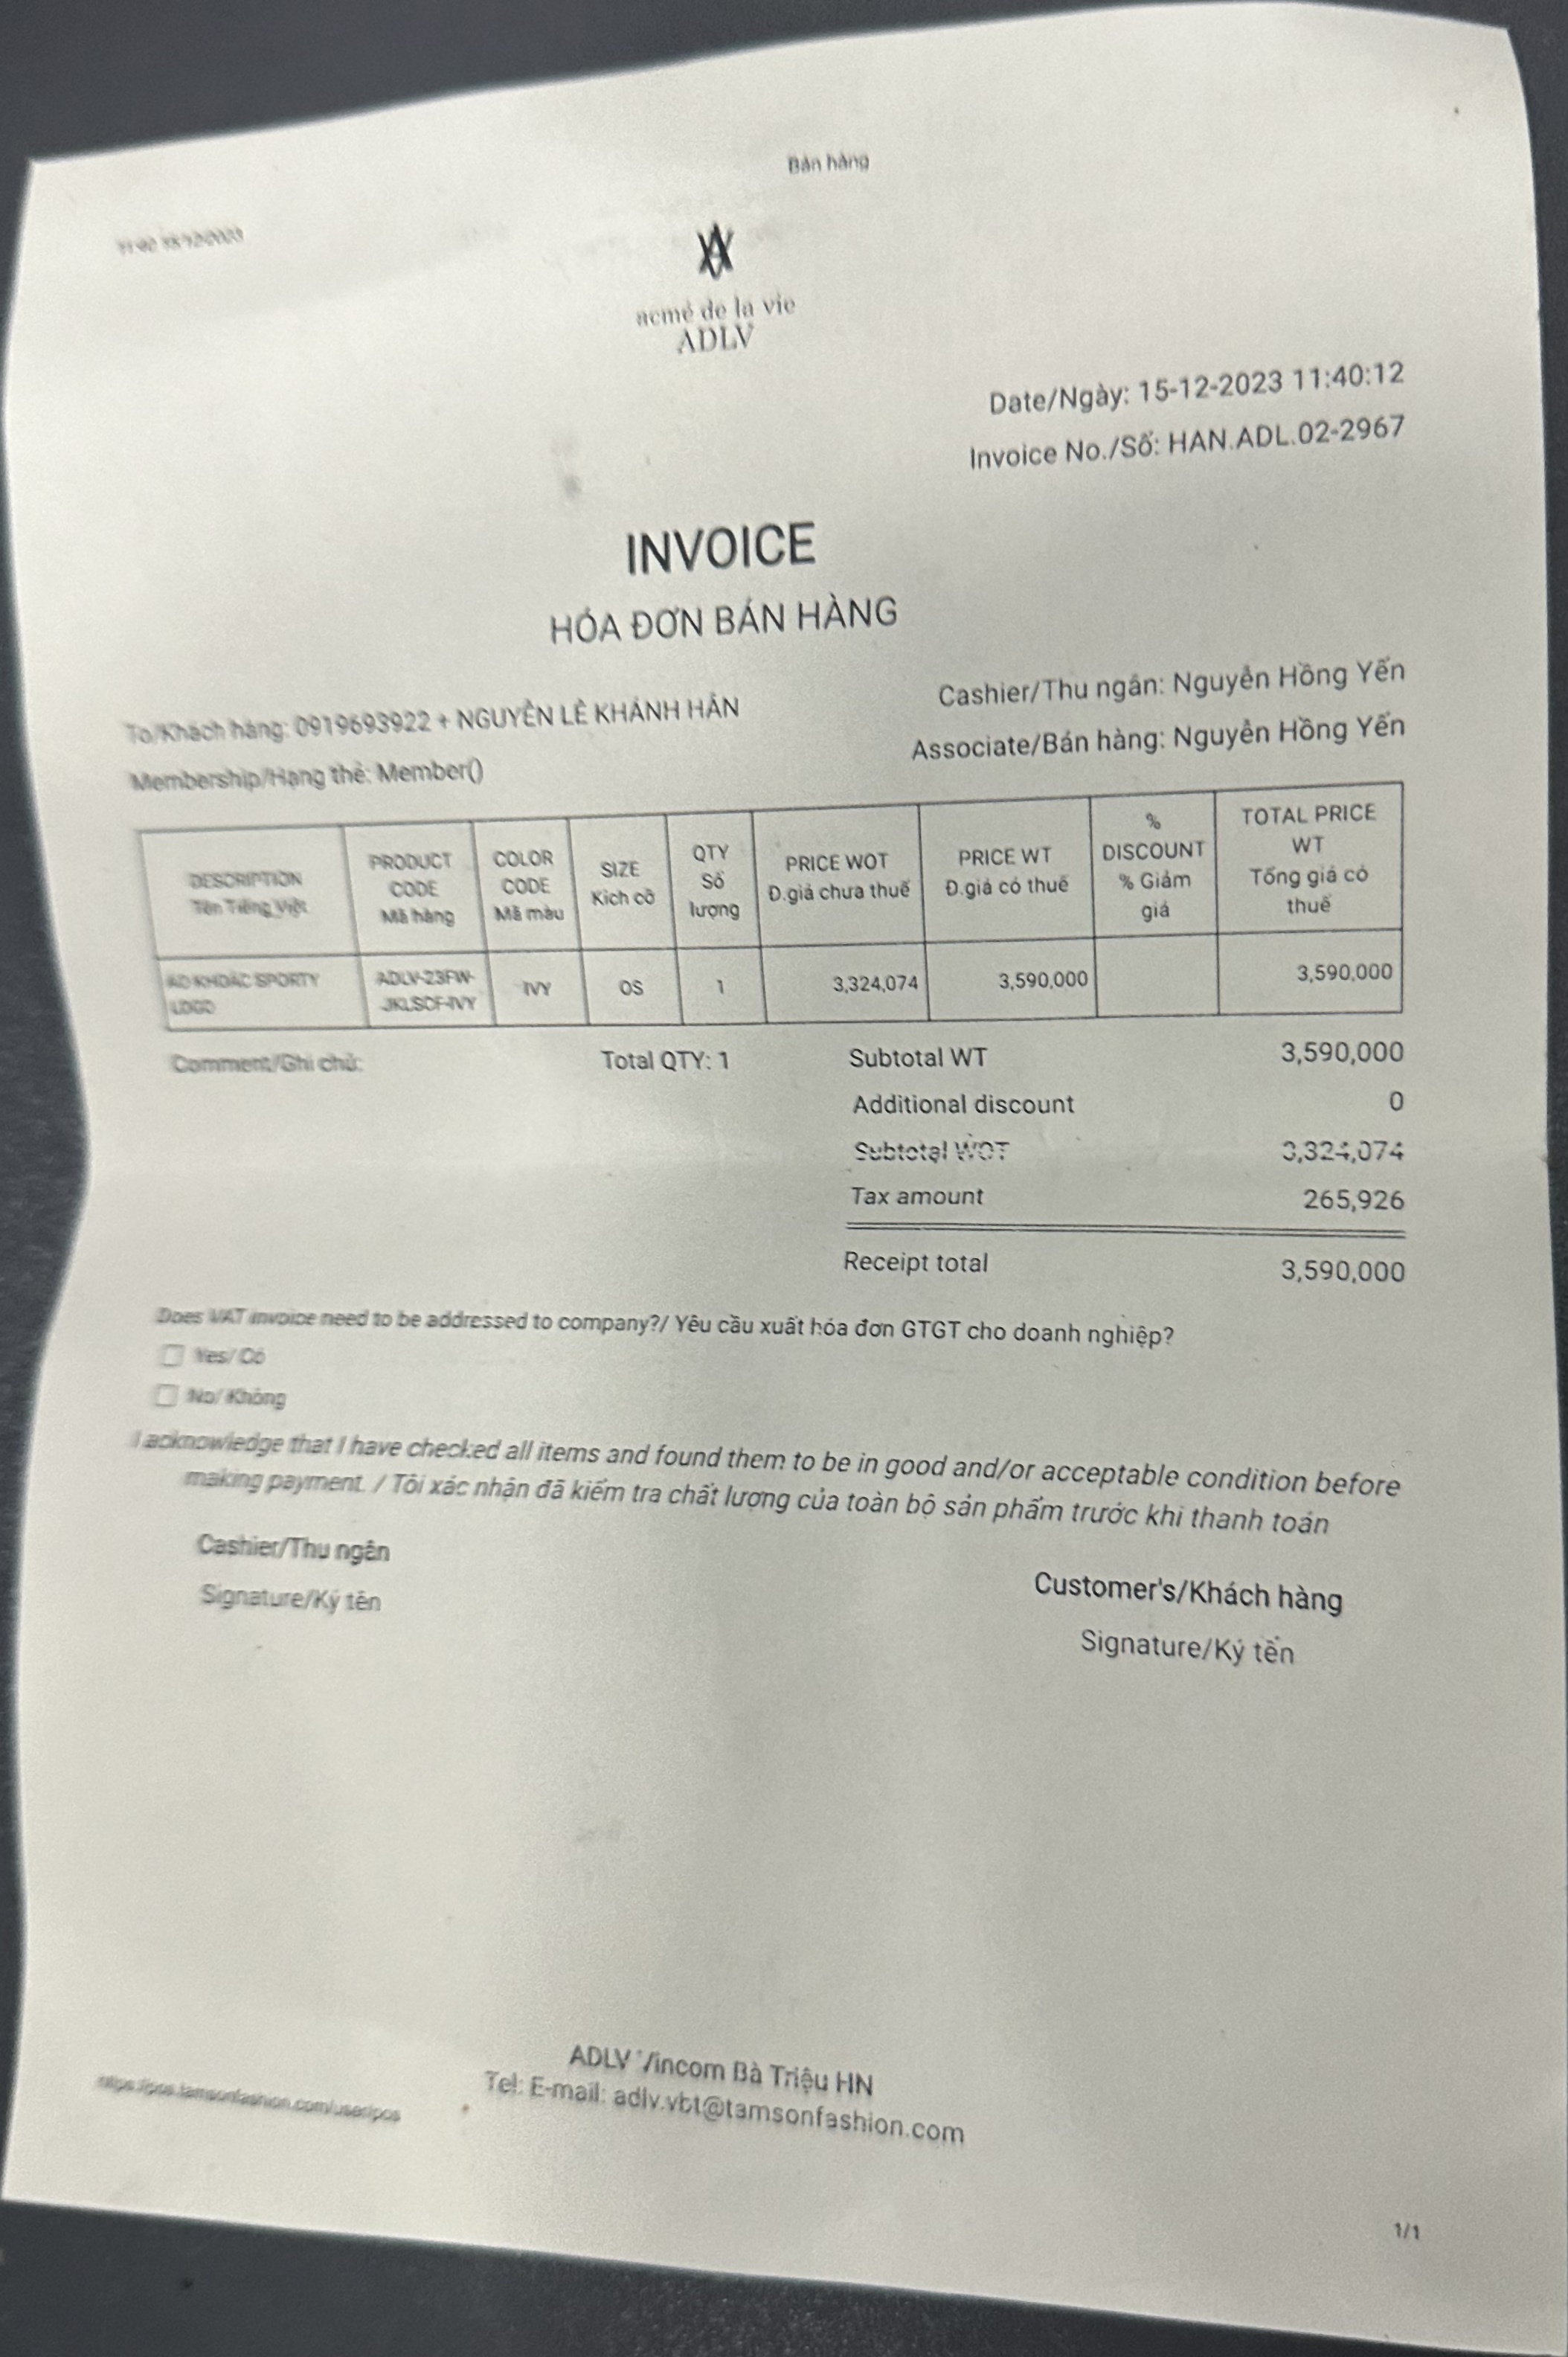 Bán hàng
acmé de la vie
ADLV
Date/Ngày: 15-12-2023 11:40:12
Invoice No./Số: HAN.ADL.02-2967
INVOICE
HÓA ĐƠN BÁN HÀNG
To/Khách hàng: 0919693922 + NGUYỄN LÊ KHÁNH HÂN
Cashier/Thu ngân: Nguyễn Hồng Yến
Membership/Hạng thẻ: Member()
Associate/Bán hàng: Nguyễn Hồng Yến
DESCRIPTION
Tên Tiếng Việt
PRODUCT
CODE
Mã hàng
COLOR
CODE
Mã màu
SIZE
Kích cỡ
QTY
Số
lượng
PRICE WOT
Đ.giá chưa thuế
PRICE WT
Đ.giá có thuế
%
DISCOUNT
% Giảm
giá
TOTAL PRICE
WT
Tổng giá có
thuế
ÁO KHOÁC SPORTY
LOGO
ADLV-23FW-
JKLSCF-IVY
IVY
OS
1
3,324,074
3,590,000
3,590,000
Comment/Ghi chú:
Total QTY: 1
Subtotal WT 3,590,000
Additional discount 0
Subtotal WOT 3,324,074
Tax amount 265,926
Receipt total 3,590,000
Does VAT invoice need to be addressed to company?/ Yêu cầu xuất hóa đơn GTGT cho doanh nghiệp?
Yes/ Có
No/ Không
I acknowledge that I have checked all items and found them to be in good and/or acceptable condition before
making payment. / Tôi xác nhận đã kiểm tra chất lượng của toàn bộ sản phẩm trước khi thanh toán
Cashier/Thu ngân
Signature/Ký tên
Customer's/Khách hàng
Signature/Ký tên
ADLV Vincom Bà Triệu HN
Tel: E-mail: adlv.vbt@tamsonfashion.com
https://pos.tamsonfashion.com/user/pos
1/1